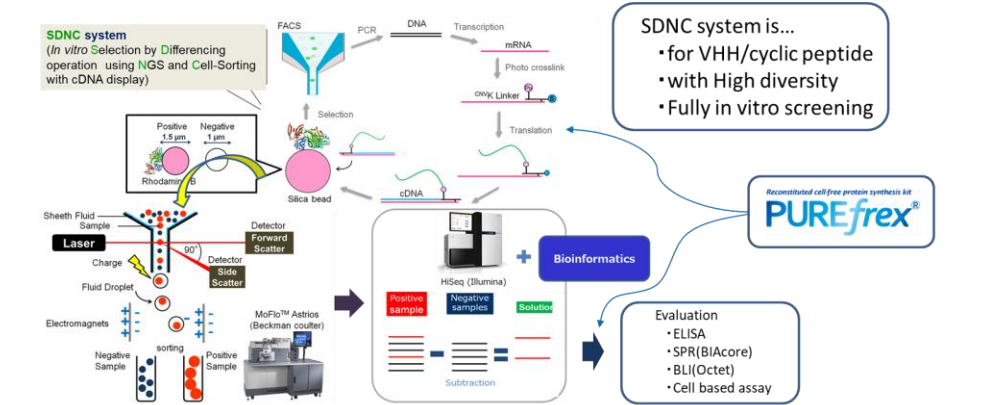 SDNC system
(In vitro Selection by Differencing
operation using NGS and Cell-Sorting
with cDNA display)
FACS
PCR
DNA
Transcription
mRNA
Photo crosslink
CNVK Linker
Pu
B
Translation
Selection
cDNA
Silica bead
Positive
1.5 μm
Negative
1 μm
Rhodamine B
SDNC system is…
・for VHH/cyclic peptide
・with High diversity
・Fully in vitro screening
Reconstituted cell-free protein synthesis kit
PUREfrex®
Sheeth Fluid
Sample
Laser
90°
Detector
Forward
Scatter
Detector
Side
Scatter
Charge
Fluid Droplet
Electromagnets
sorting
Negative
Sample
Positive
Sample
MoFlo™ Astrios
(Beckman coulter)
HiSeq (Illumina)
+
Bioinformatics
Positive
sample
Negative
samples
Solution
Subtraction
Evaluation
・ELISA
・SPR(BIAcore)
・BLI(Octet)
・Cell based assay